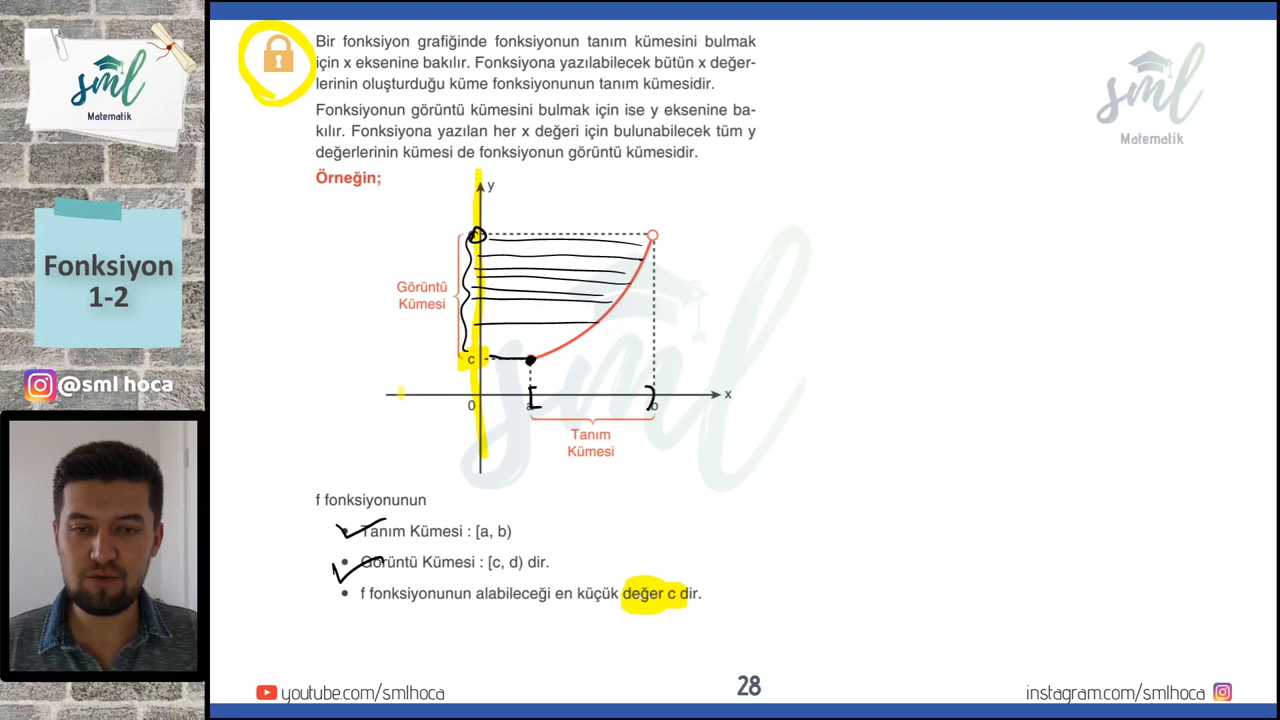 sml
Matematik
Fonksiyon
1-2
@sml hoca
Bir fonksiyon grafiğinde fonksiyonun tanım kümesini bulmak
için x eksenine bakılır. Fonksiyona yazılabilecek bütün x değer-
lerinin oluşturduğu küme fonksiyonunun tanım kümesidir.
Fonksiyonun görüntü kümesini bulmak için ise y eksenine ba-
kılır. Fonksiyona yazılan her x değeri için bulunabilecek tüm y
değerlerinin kümesi de fonksiyonun görüntü kümesidir.
Örneğin;
y
Görüntü
Kümesi
c
0
x
Tanım
Kümesi
f fonksiyonunun
• Tanım Kümesi : [a, b)
• Görüntü Kümesi : [c, d) dir.
• f fonksiyonunun alabileceği en küçük değer c dir.
sml
Matematik
sml
youtube.com/smlhoca
28
instagram.com/smlhoca